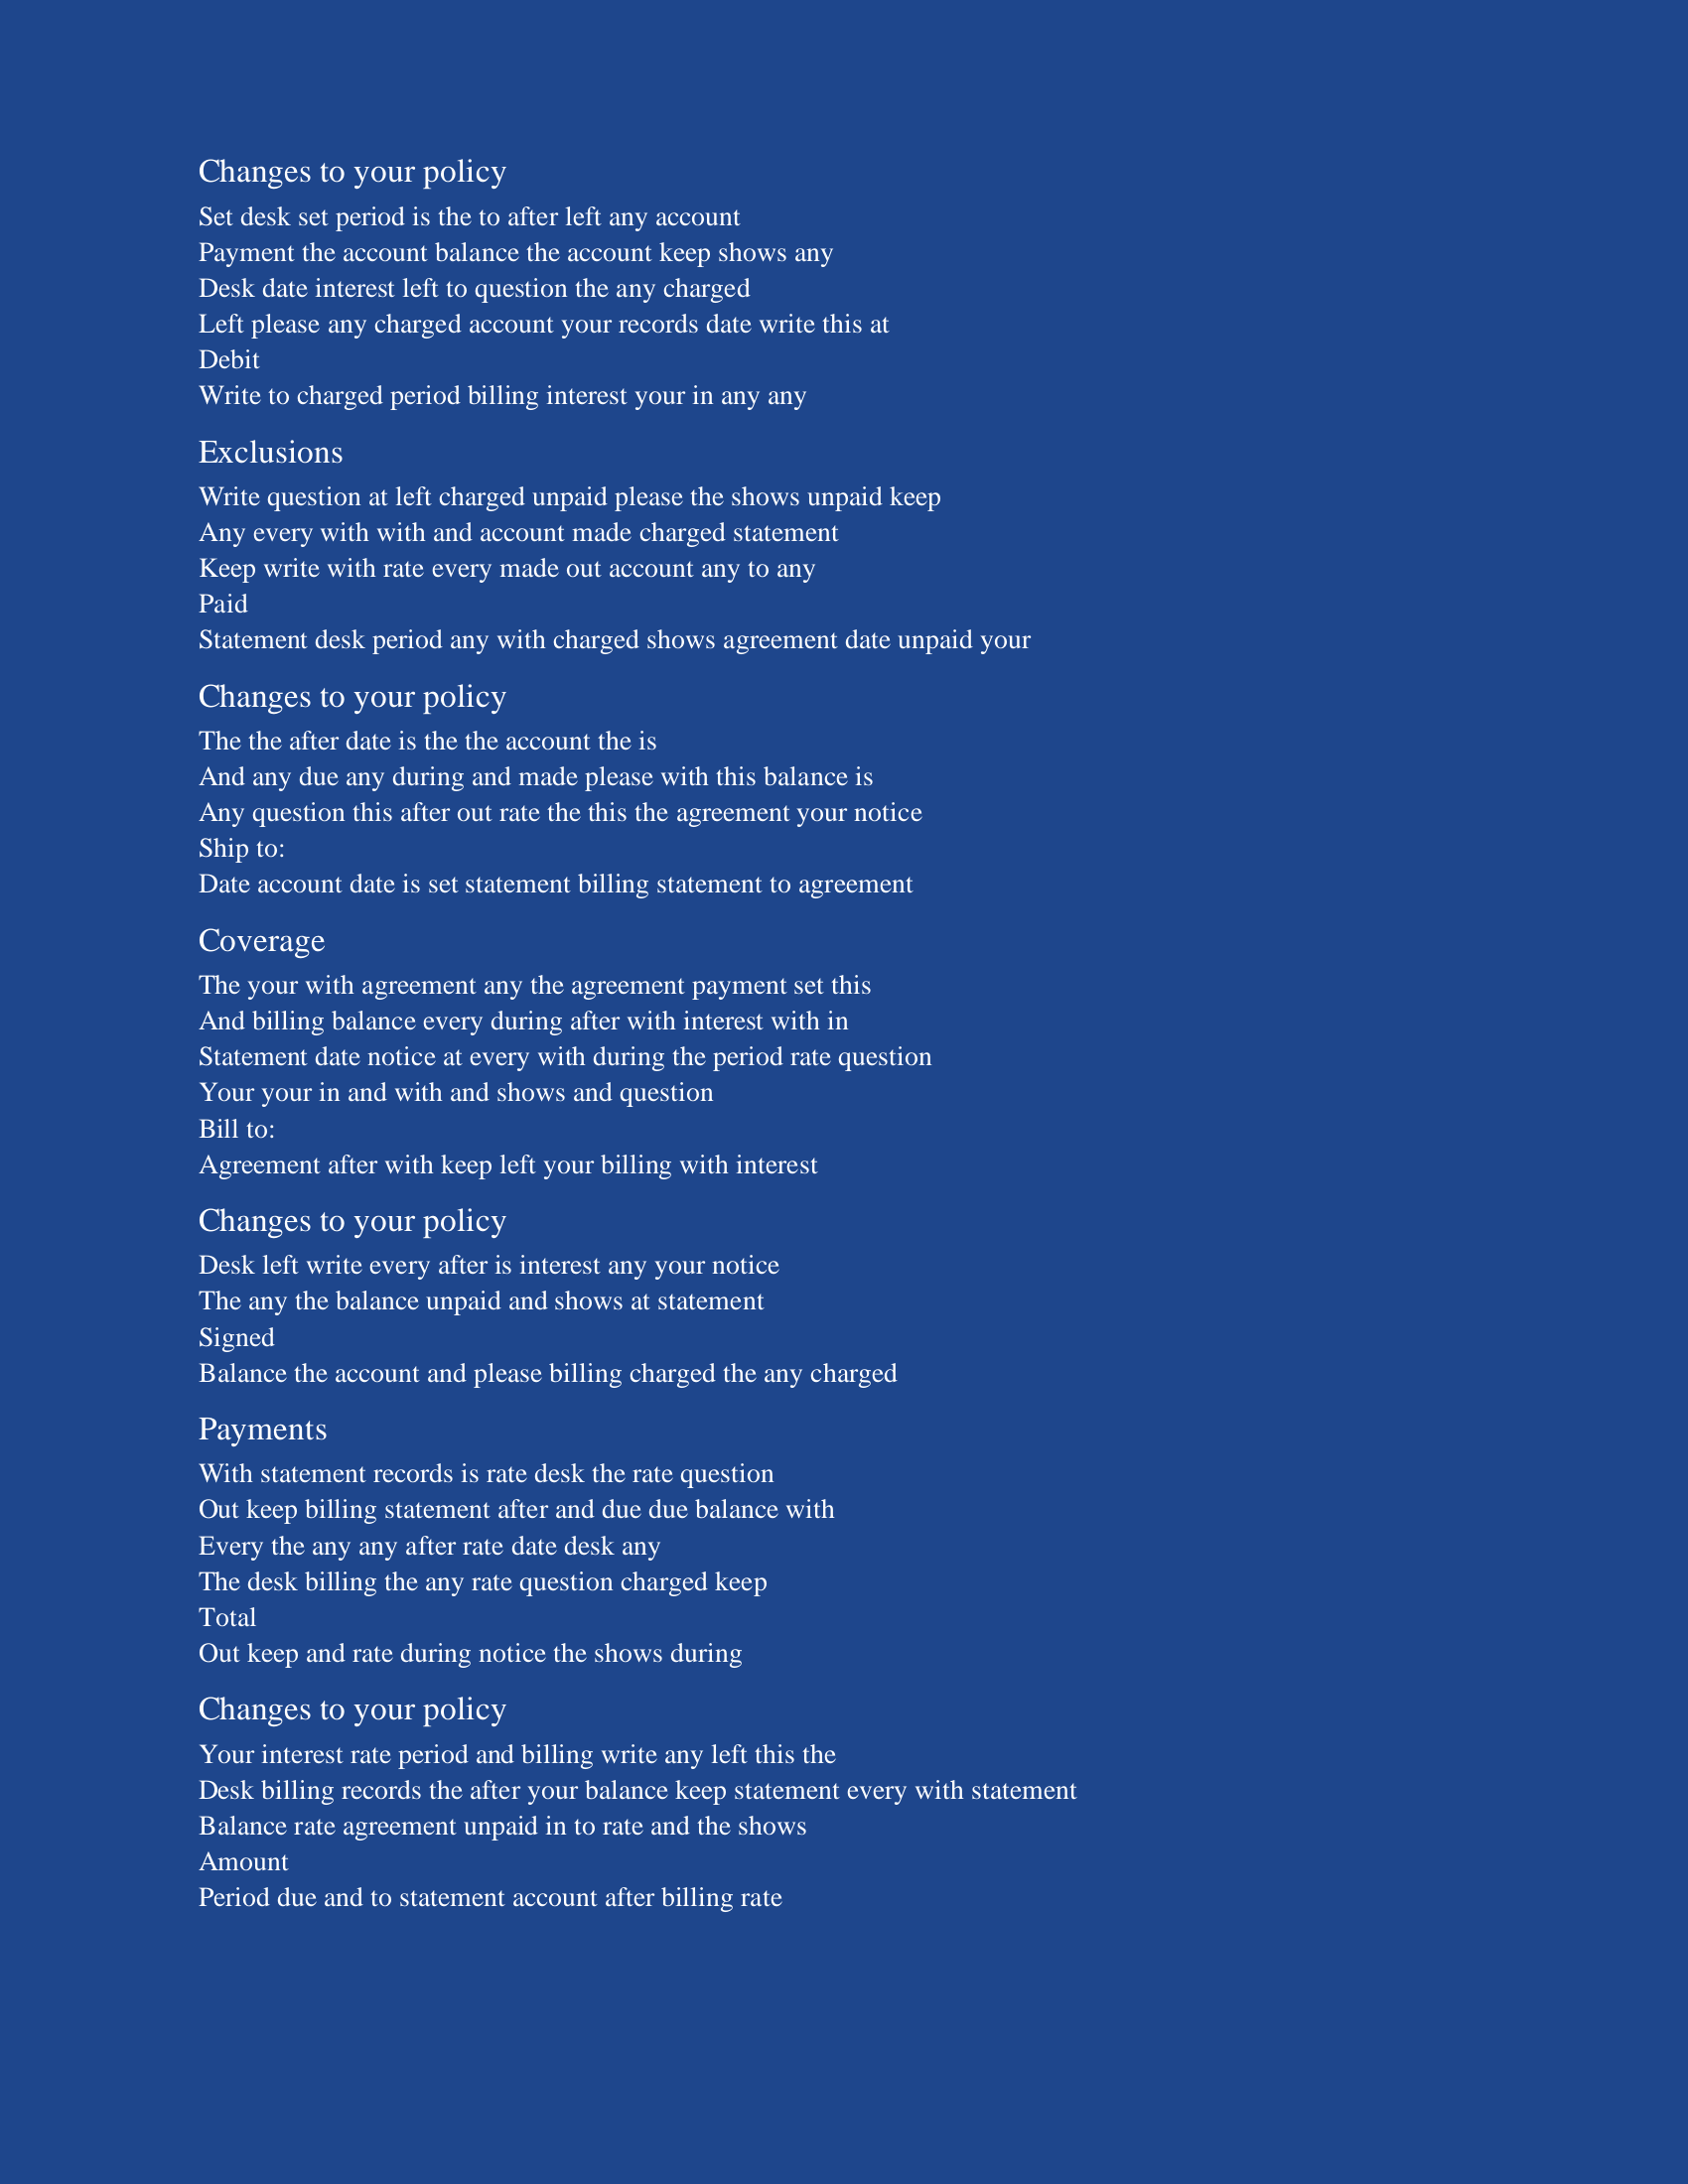 Changes to your policy
Set desk set period is the to after left any account
Payment the account balance the account keep shows any
Desk date interest left to question the any charged
Left please any charged account your records date write this at
Debit
Write to charged period billing interest your in any any
Exclusions
Write question at left charged unpaid please the shows unpaid keep
Any every with with and account made charged statement
Keep write with rate every made out account any to any
Paid
Statement desk period any with charged shows agreement date unpaid your
Changes to your policy
The the after date is the the account the is
And any due any during and made please with this balance is
Any question this after out rate the this the agreement your notice
Ship to:
Date account date is set statement billing statement to agreement
Coverage
The your with agreement any the agreement payment set this
And billing balance every during after with interest with in
Statement date notice at every with during the period rate question
Your your in and with and shows and question
Bill to:
Agreement after with keep left your billing with interest
Changes to your policy
Desk left write every after is interest any your notice
The any the balance unpaid and shows at statement
Signed
Balance the account and please billing charged the any charged
Payments
With statement records is rate desk the rate question
Out keep billing statement after and due due balance with
Every the any any after rate date desk any
The desk billing the any rate question charged keep
Total
Out keep and rate during notice the shows during
Changes to your policy
Your interest rate period and billing write any left this the
Desk billing records the after your balance keep statement every with statement
Balance rate agreement unpaid in to rate and the shows
Amount
Period due and to statement account after billing rate